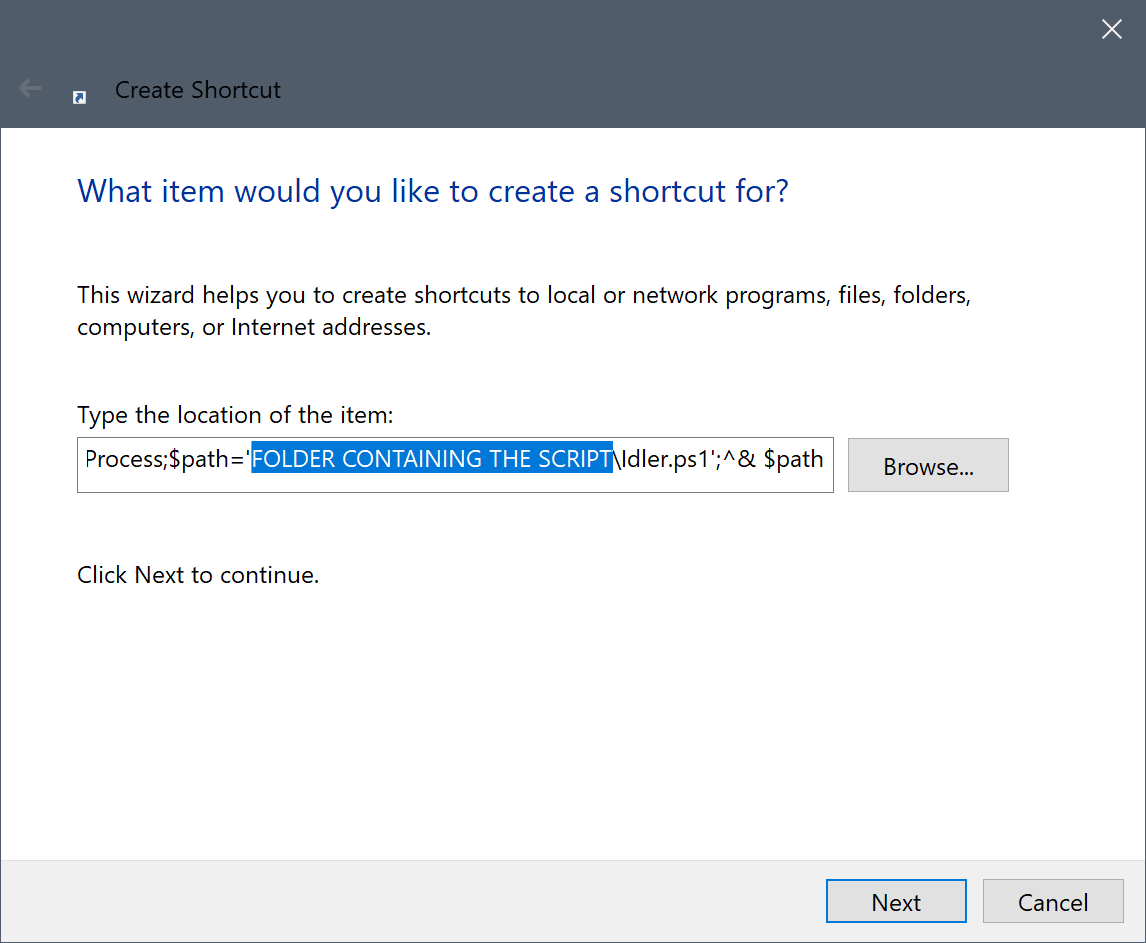 Create Shortcut
What item would you like to create a shortcut for?
This wizard helps you to create shortcuts to local or network programs, files, folders,
computers, or Internet addresses.
Type the location of the item:
Process;$path='FOLDER CONTAINING THE SCRIPT\Idler.ps1';^& $path
Browse...
Click Next to continue.
Next
Cancel